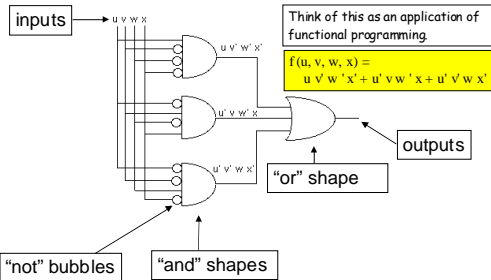 inputs
u v w x
Think of this as an application of
functional programming.
f (u, v, w, x) =
u v' w ' x' + u' v w ' x + u' v' w x'
u v' w' x'
u' v w' x
u' v' w x'
outputs
“or” shape
“not” bubbles
“and” shapes